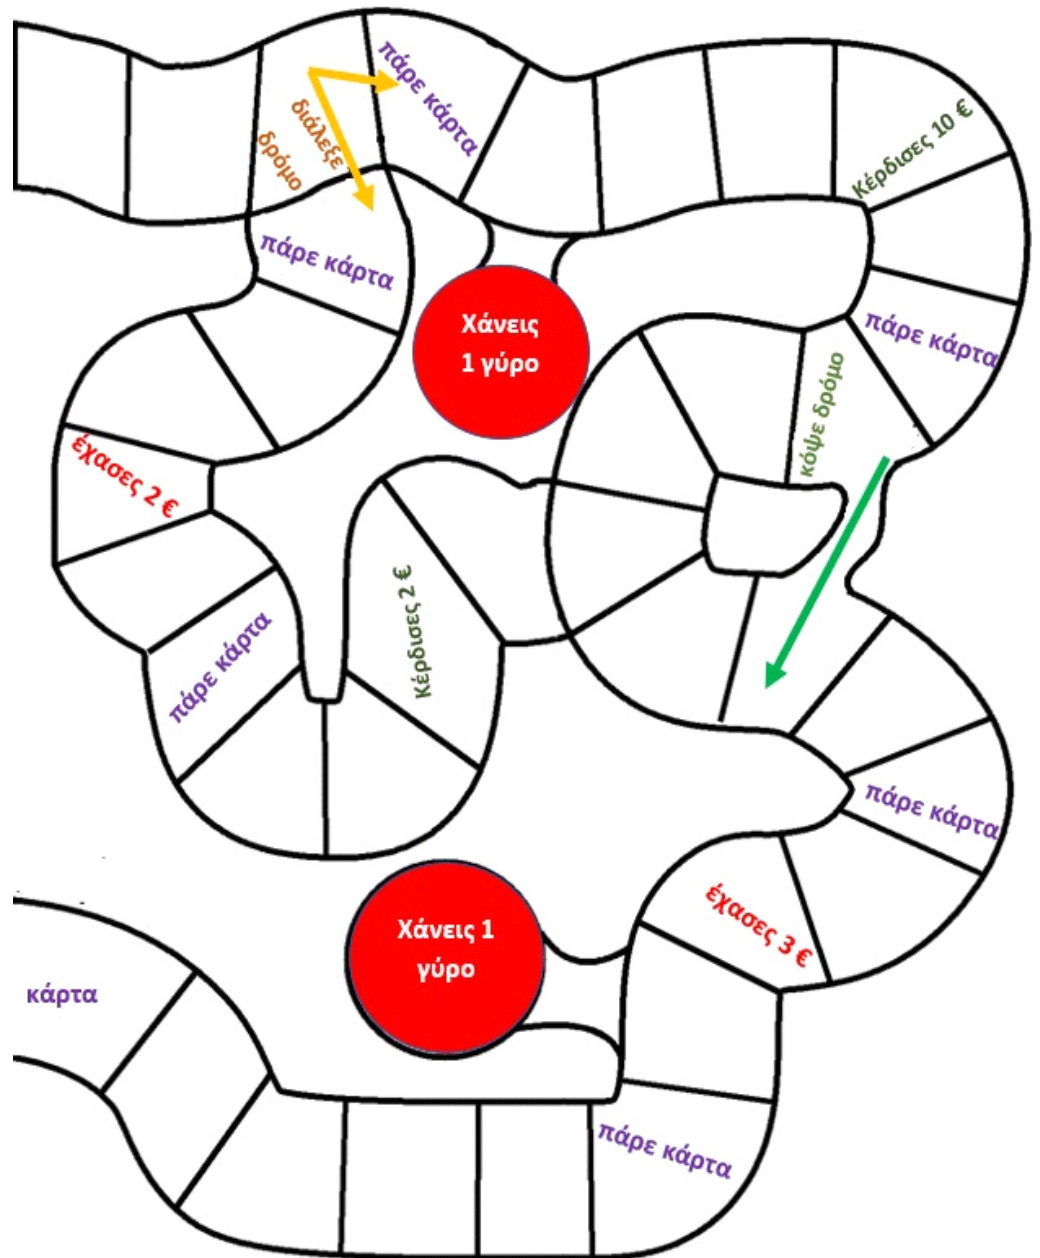 πάρε κάρτα
διάλεξε
δρόμο
Κέρδισες 10 €
πάρε κάρτα
Χάνεις
1 γύρο
πάρε κάρτα
κόψε δρόμο
έχασες 2 €
Κέρδισες 2 €
πάρε κάρτα
πάρε κάρτα
έχασες 3 €
Χάνεις 1
γύρο
κάρτα
πάρε κάρτα